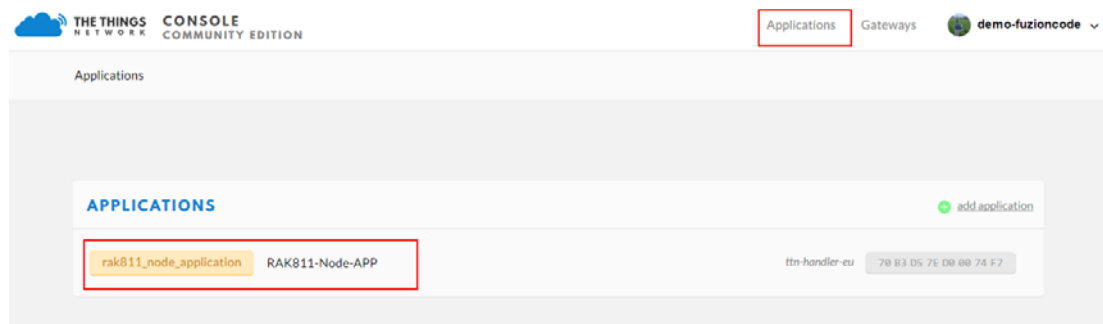 THE THINGS NETWORK CONSOLE COMMUNITY EDITION
Applications Gateways demo-fuzioncode
Applications
APPLICATIONS add application
rak811_node_application RAK811-Node-APP ttn-handler-eu 70 B3 D5 7E D0 00 74 F7